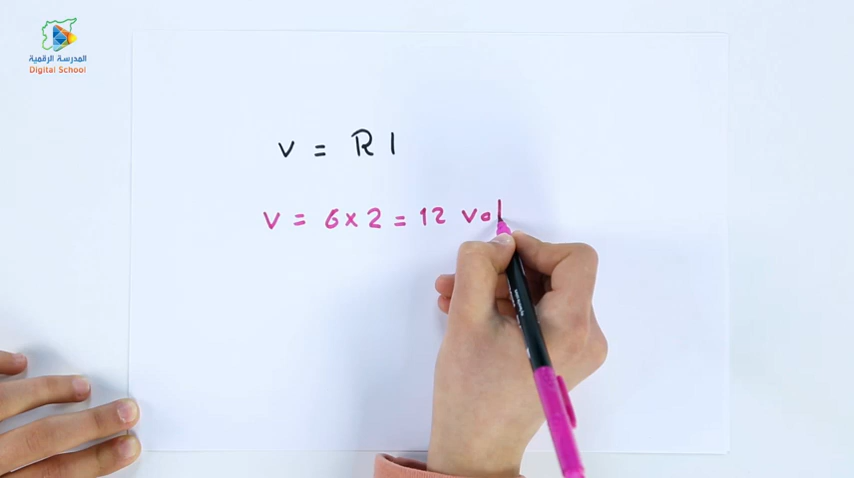 المدرسة الرقمية
Digital School
V = R I
V = 6 x 2 = 12 vol